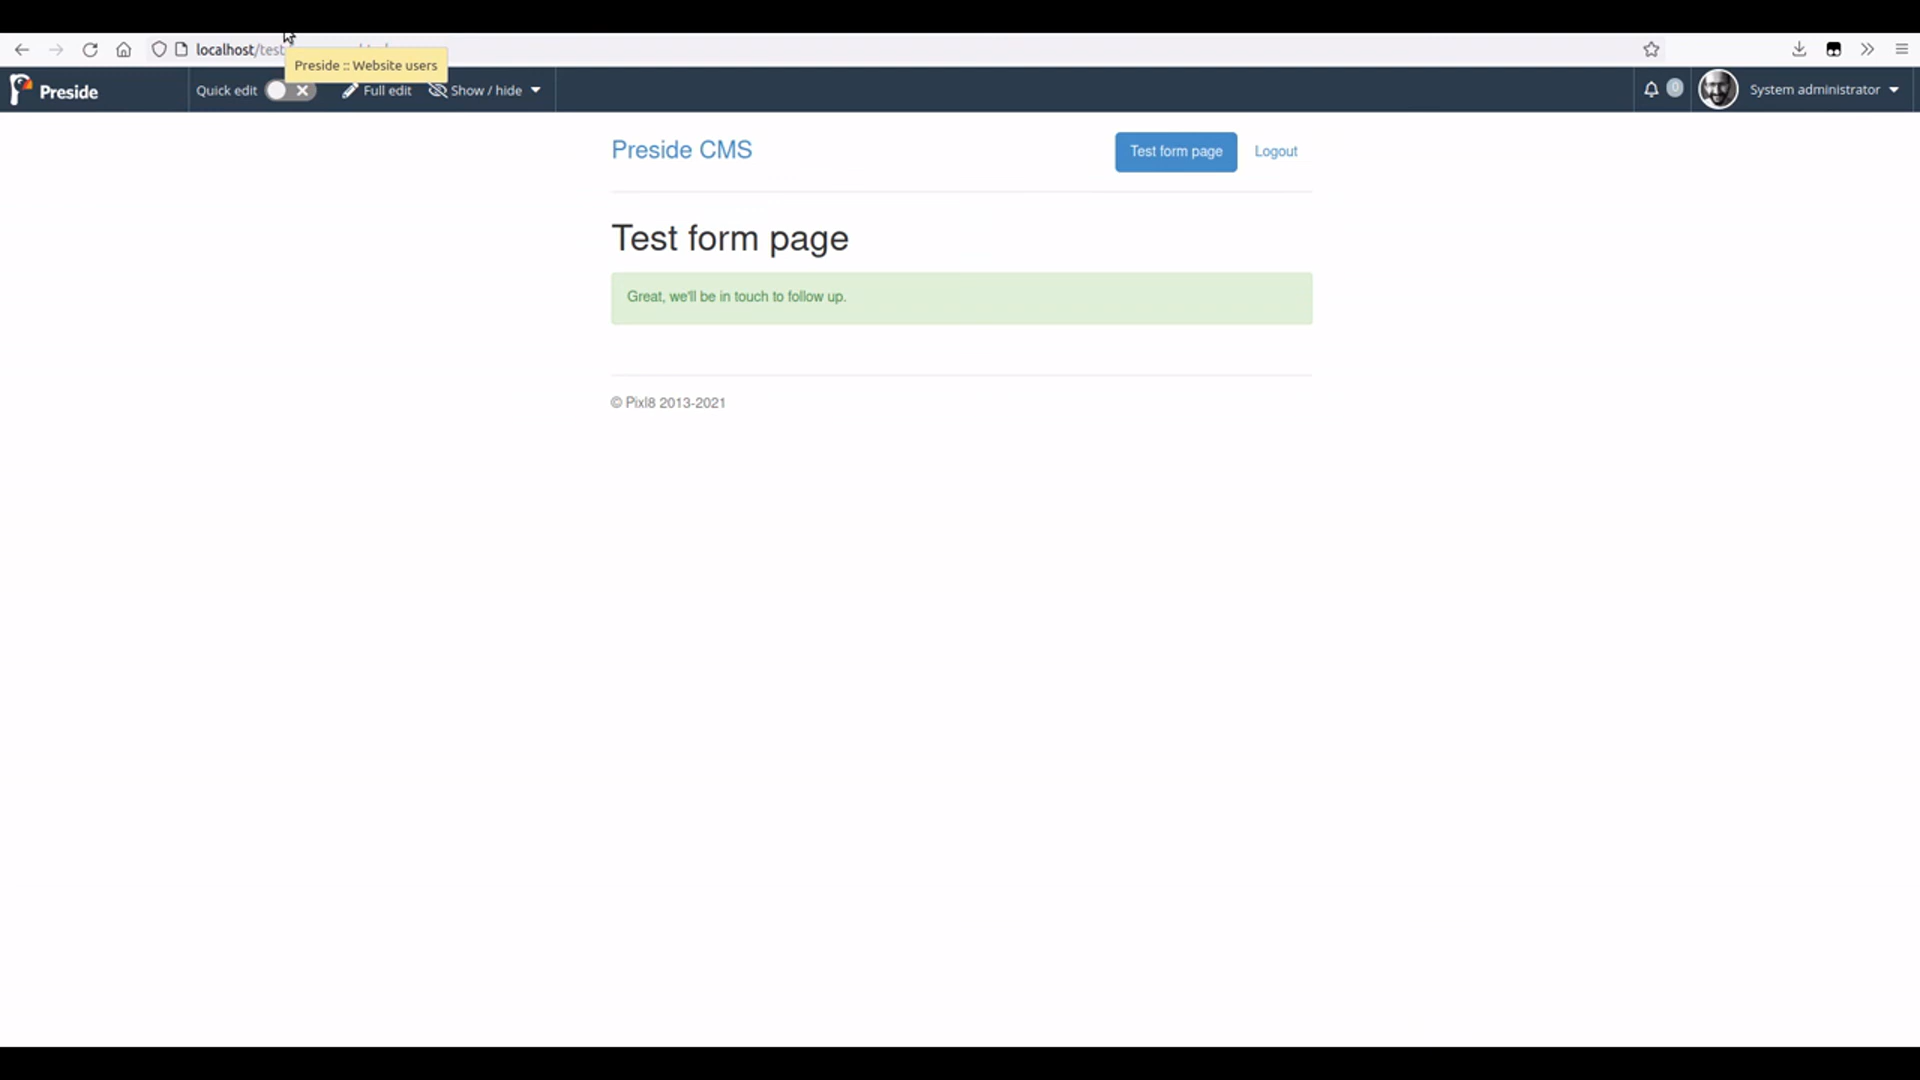 localhost/test
Preside :: Website users
Preside
Quick edit
Full edit
Show / hide
0
System administrator
Preside CMS
Test form page
Logout
Test form page
Great, we'll be in touch to follow up.
© Pixl8 2013-2021